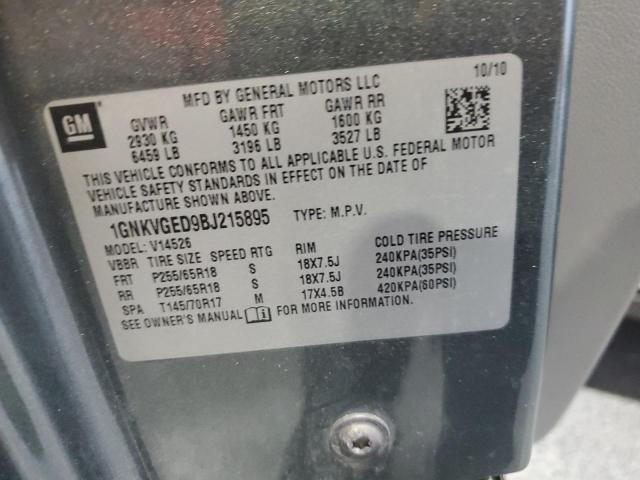 MFD BY GENERAL MOTORS LLC 10/10
GM
GVWR GAWR FRT GAWR RR
2930 KG 1450 KG 1600 KG
6459 LB 3196 LB 3527 LB
THIS VEHICLE CONFORMS TO ALL APPLICABLE U.S. FEDERAL MOTOR
VEHICLE SAFETY STANDARDS IN EFFECT ON THE DATE OF
MANUFACTURE SHOWN ABOVE.
1GNKVGED9BJ215895 TYPE: M.P.V.
MODEL: V14526
VBBR TIRE SIZE SPEED RTG RIM COLD TIRE PRESSURE
FRT P255/65R18 S 18X7.5J 240KPA(35PSI)
RR P255/65R18 S 18X7.5J 240KPA(35PSI)
SPA T145/70R17 M 17X4.5B 420KPA(60PSI)
SEE OWNER'S MANUAL FOR MORE INFORMATION.